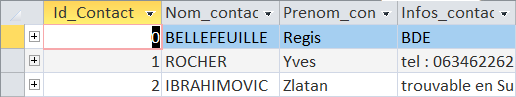 Id_Contact Nom_contac Prenom_con Infos_contac
0 BELLEFEUILLE Regis BDE
1 ROCHER Yves tel : 063462262
2 IBRAHIMOVIC Zlatan trouvable en Su